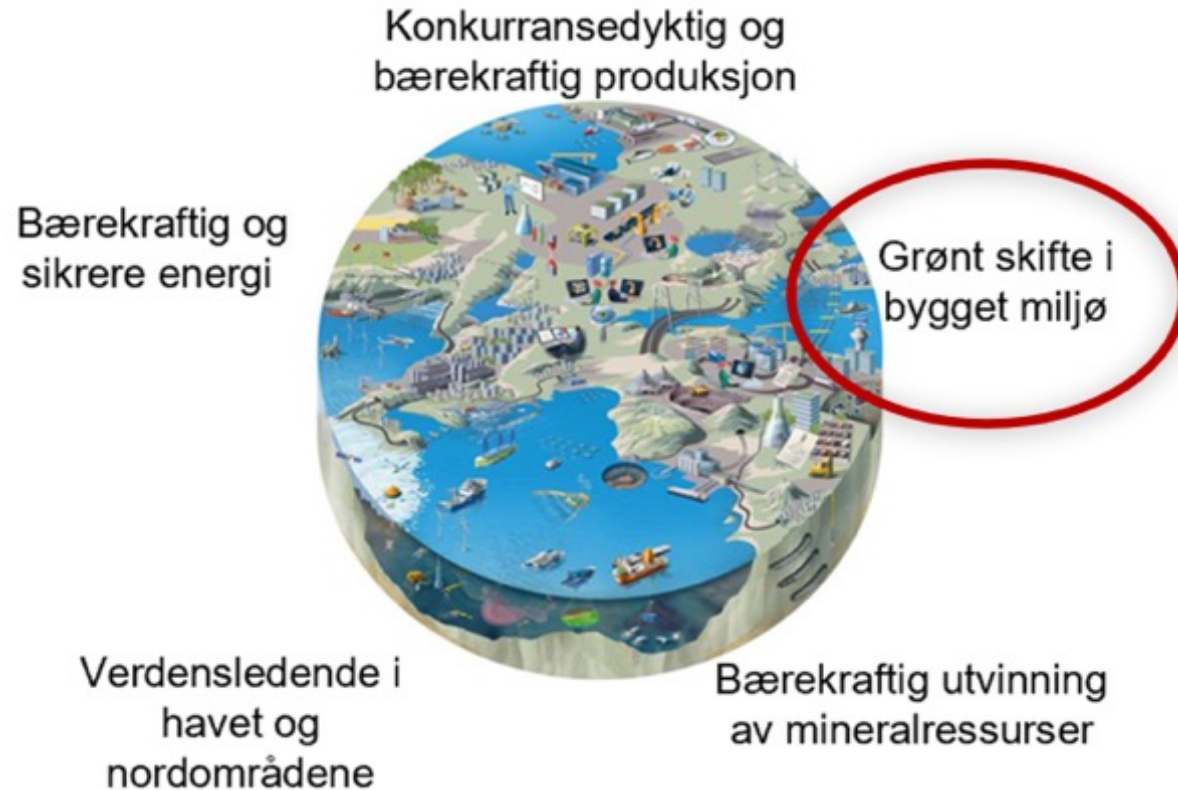 Konkurransedyktig og
bærekraftig produksjon
Bærekraftig og
sikrere energi
Grønt skifte i
bygget miljø
Verdensledende i
havet og
nordområdene
Bærekraftig utvinning
av mineralressurser